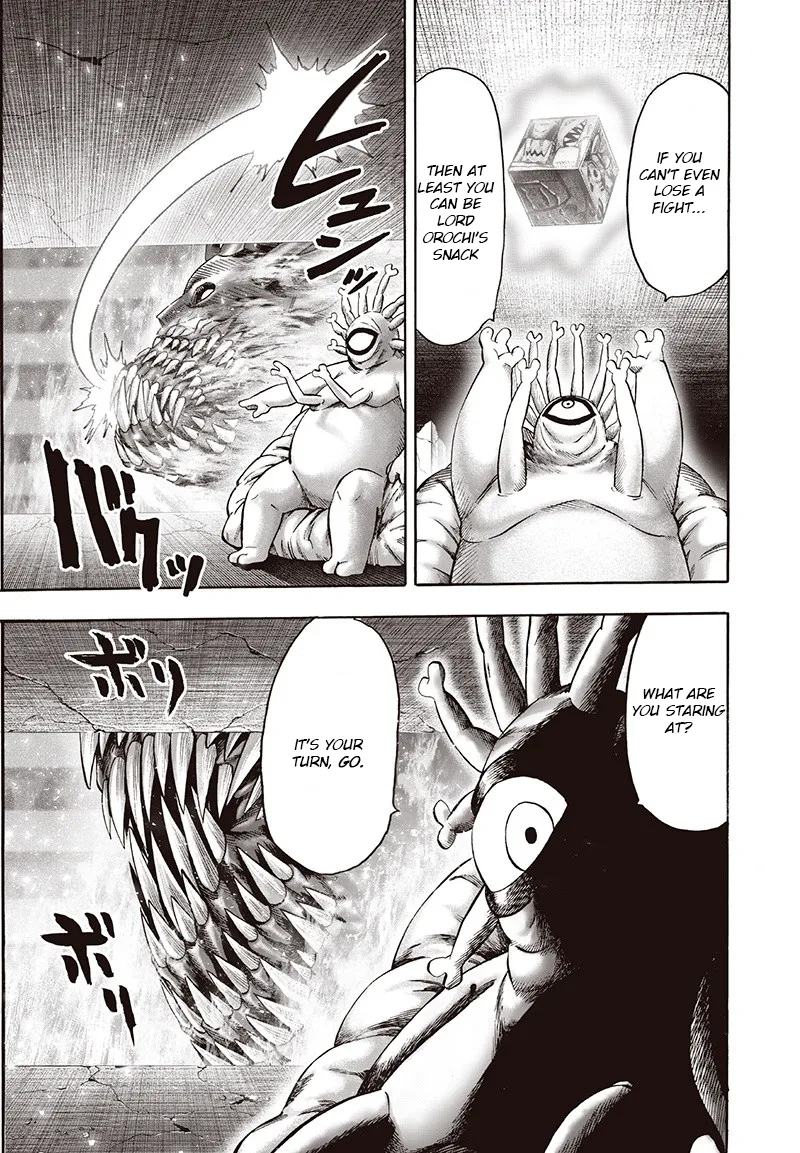 IF YOU
CAN'T EVEN
LOSE A
FIGHT...
THEN AT
LEAST YOU
CAN BE
LORD
OROCHI'S
SNACK
ヒュンッ
バクッ
WHAT ARE
YOU STARING
AT?
IT'S YOUR
TURN, GO.
ボリ
ボリ